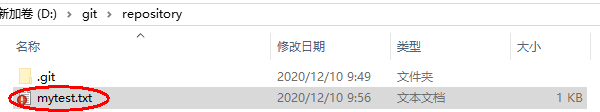 新加卷 (D:) › git › repository
名称 修改日期 类型 大小
.git 2020/12/10 9:49 文件夹
mytest.txt 2020/12/10 9:56 文本文档 1 KB